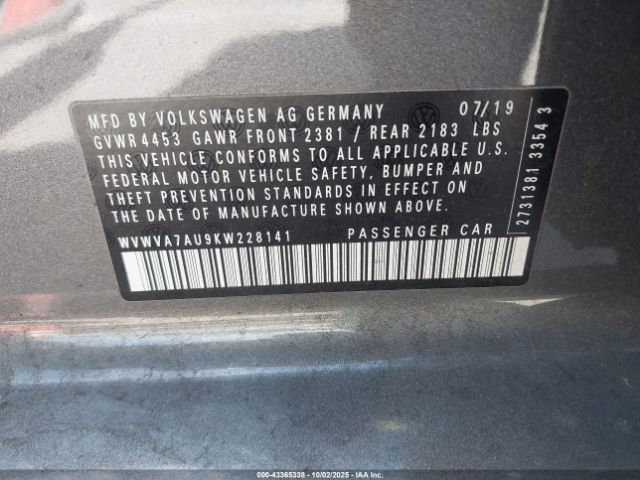 MFD BY VOLKSWAGEN AG GERMANY 07/19
GVWR 4453 GAWR FRONT 2381 / REAR 2183 LBS
THIS VEHICLE CONFORMS TO ALL APPLICABLE U.S.
FEDERAL MOTOR VEHICLE SAFETY, BUMPER AND
THEFT PREVENTION STANDARDS IN EFFECT ON
THE DATE OF MANUFACTURE SHOWN ABOVE.
WVWVA7AU9KW228141 PASSENGER CAR
2731381 3354 3
000-43365338 | 10/02/2025 - IAA Inc.